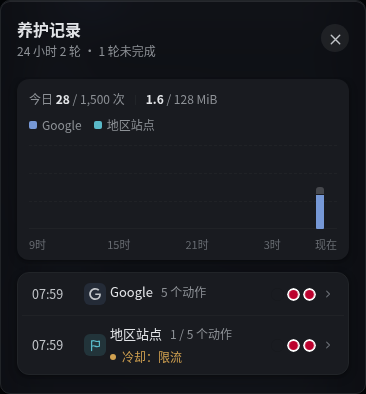 养护记录
24 小时 2 轮 · 1 轮未完成
今日 28 / 1,500 次 1.6 / 128 MiB
Google 地区站点
9时 15时 21时 3时 现在
07:59 G Google 5 个动作
07:59 地区站点 1 / 5 个动作
冷却：限流